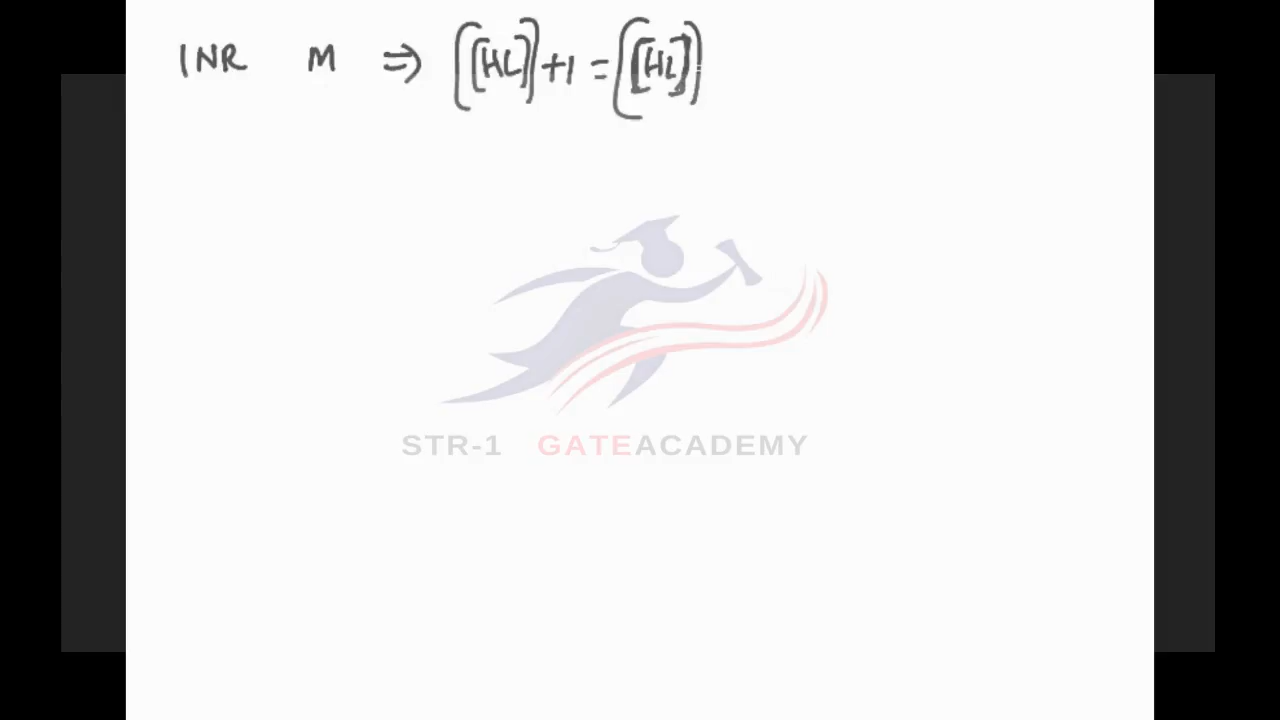 INR M ⇒ [[HL]]+1 = [[HL]]
STR-1 GATEACADEMY